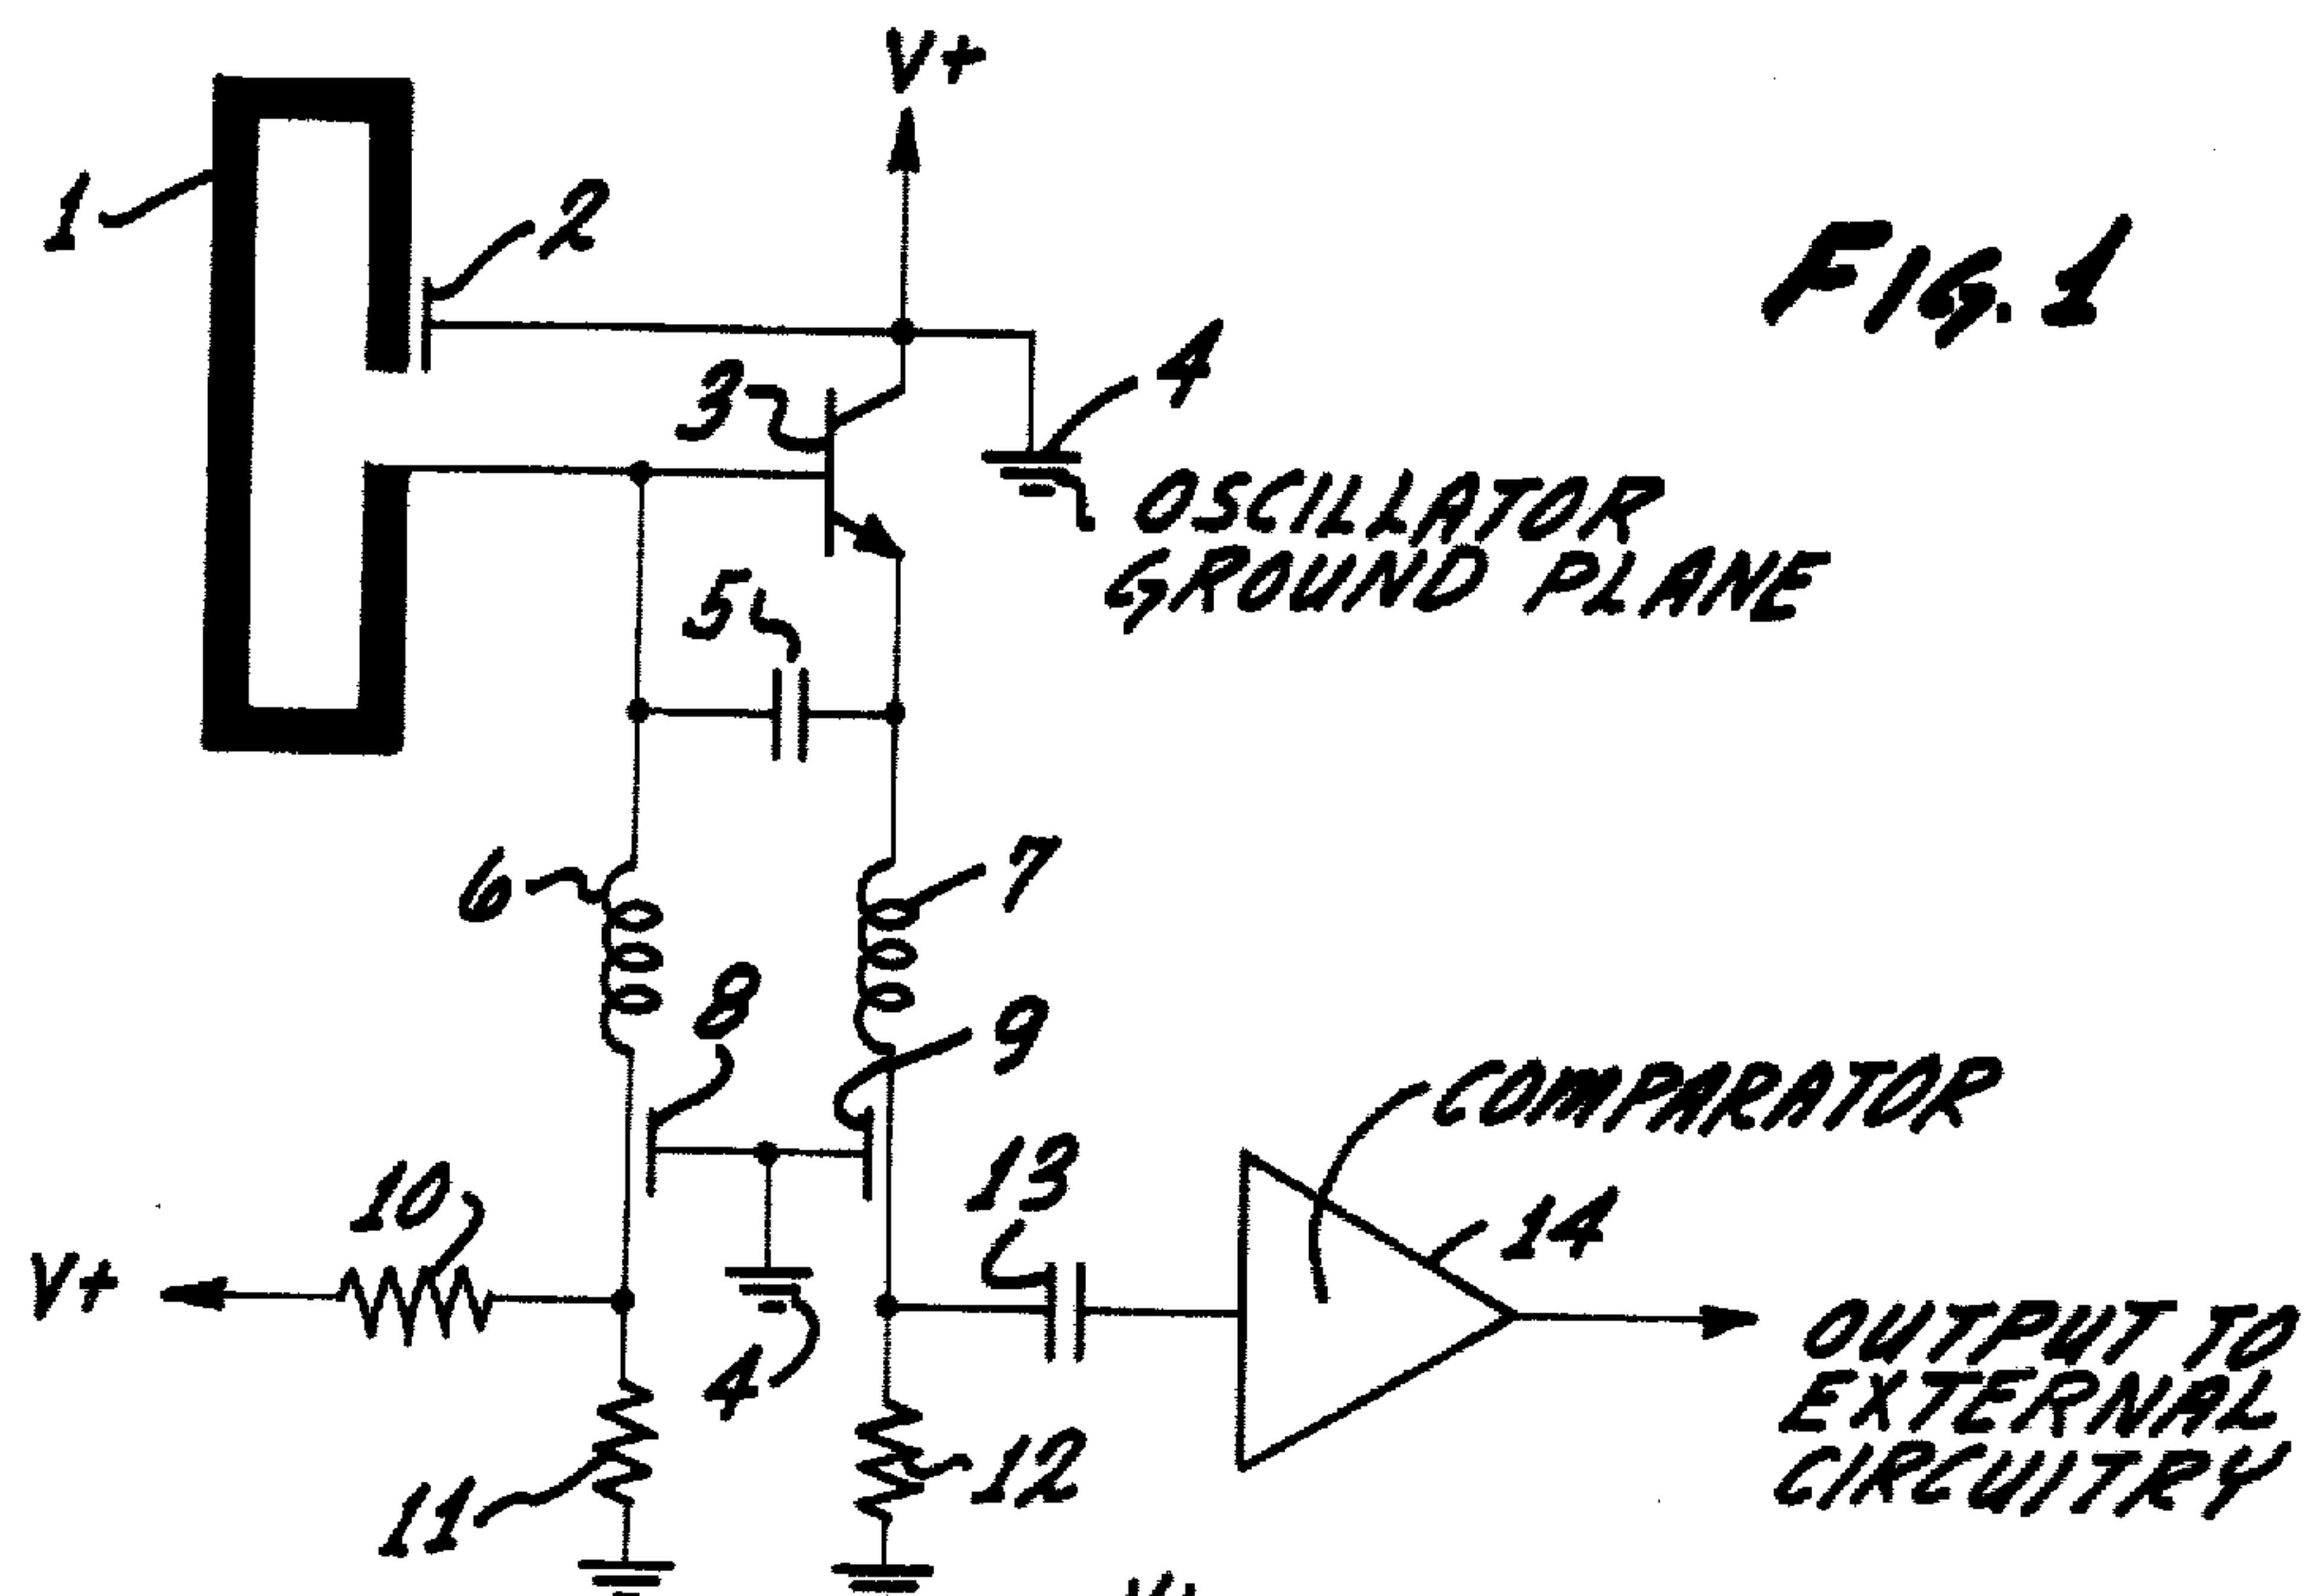 V+
1
2
FIG. 1
3
4
OSCILLATOR
GROUND PLANE
5
6
7
8
9
COMPARATOR
10
13
14
V+
4
OUTPUT TO
EXTERNAL
CIRCUITRY
11
12